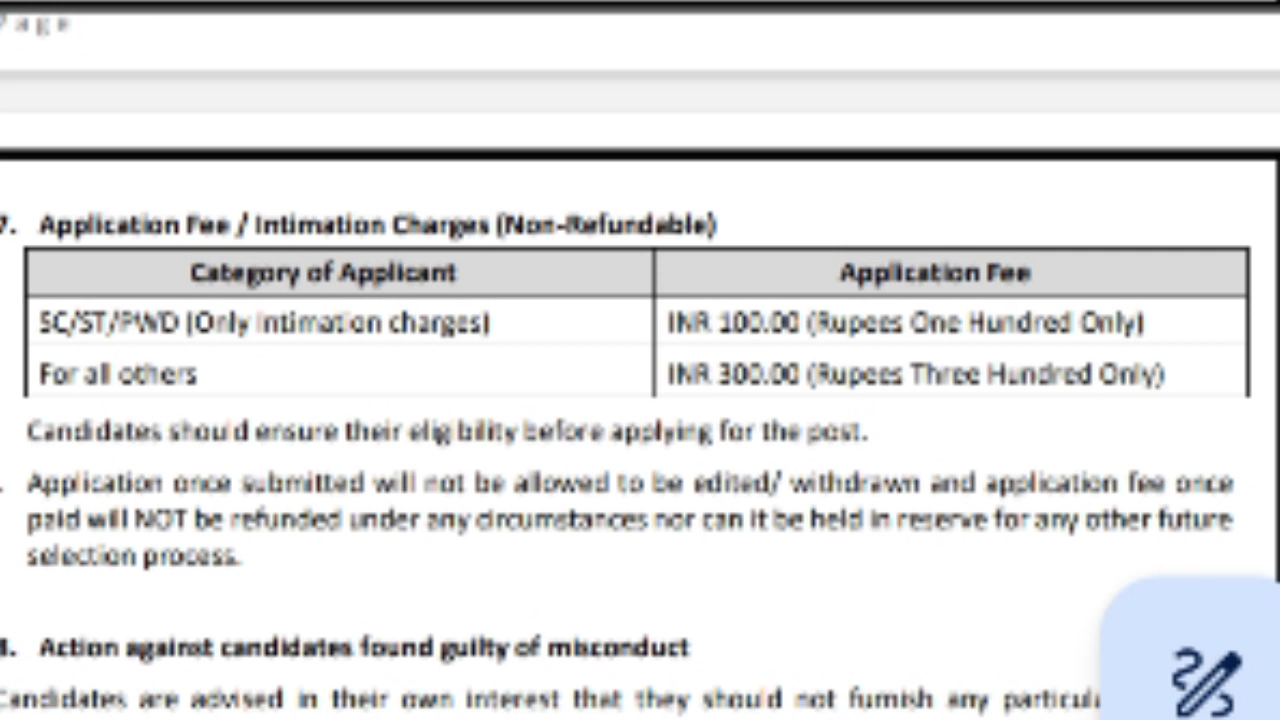 Page
7. Application Fee / Intimation Charges (Non-Refundable)
Category of Applicant Application Fee
SC/ST/PWD (Only Intimation charges) INR 100.00 (Rupees One Hundred Only)
For all others INR 300.00 (Rupees Three Hundred Only)
Candidates should ensure their eligibility before applying for the post.
Application once submitted will not be allowed to be edited/ withdrawn and application fee once
paid will NOT be refunded under any circumstances nor can it be held in reserve for any other future
selection process.
Action against candidates found guilty of misconduct
Candidates are advised in their own interest that they should not furnish any